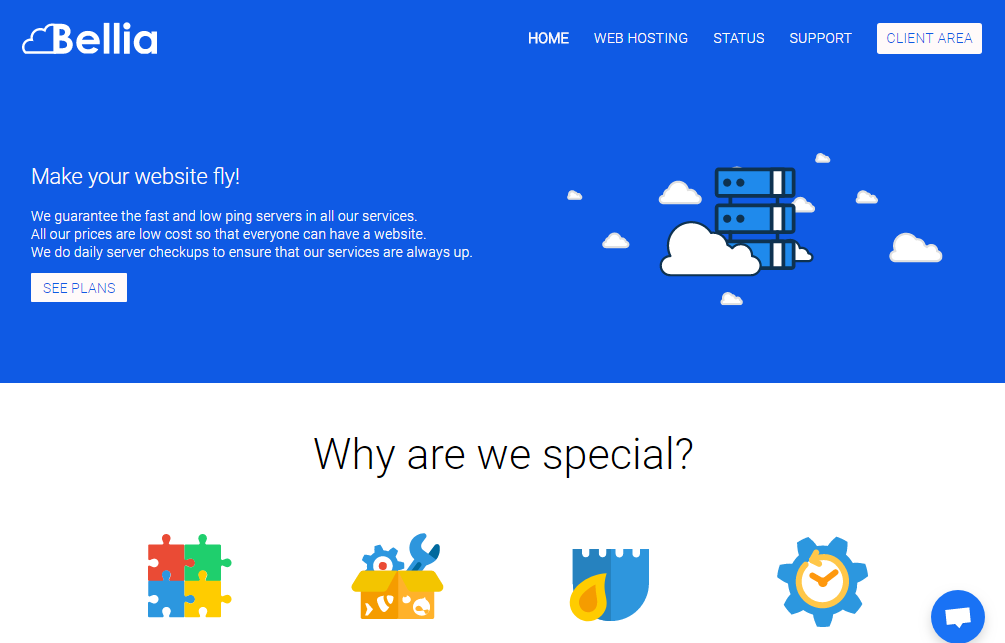 Bellia
HOME WEB HOSTING STATUS SUPPORT CLIENT AREA
Make your website fly!
We guarantee the fast and low ping servers in all our services.
All our prices are low cost so that everyone can have a website.
We do daily server checkups to ensure that our services are always up.
SEE PLANS
Why are we special?